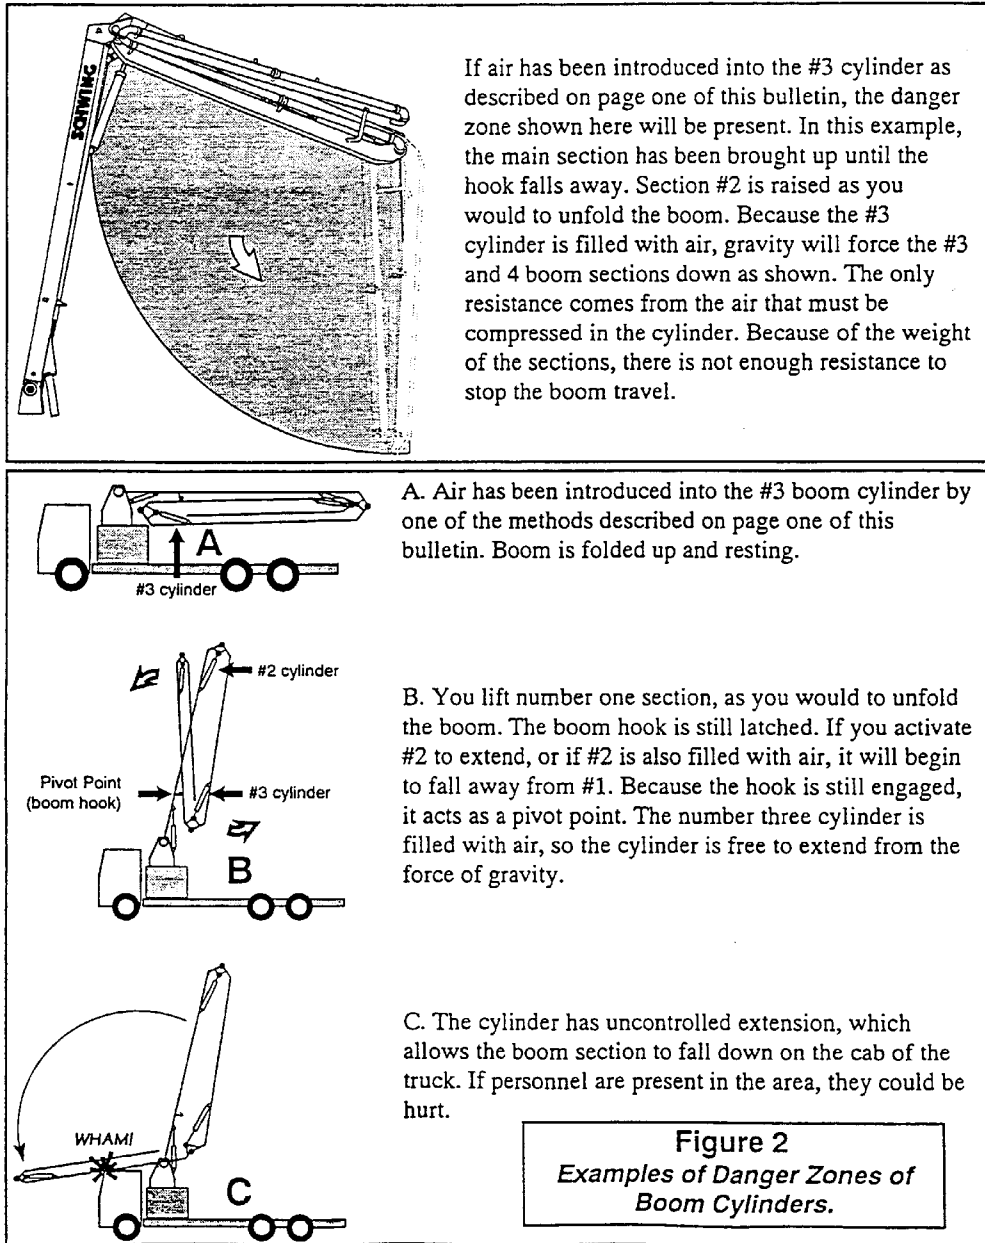 SCHWING
If air has been introduced into the #3 cylinder as
described on page one of this bulletin, the danger
zone shown here will be present. In this example,
the main section has been brought up until the
hook falls away. Section #2 is raised as you
would to unfold the boom. Because the #3
cylinder is filled with air, gravity will force the #3
and 4 boom sections down as shown. The only
resistance comes from the air that must be
compressed in the cylinder. Because of the weight
of the sections, there is not enough resistance to
stop the boom travel.
A
#3 cylinder
A. Air has been introduced into the #3 boom cylinder by
one of the methods described on page one of this
bulletin. Boom is folded up and resting.
#2 cylinder
Pivot Point
(boom hook)
#3 cylinder
B
B. You lift number one section, as you would to unfold
the boom. The boom hook is still latched. If you activate
#2 to extend, or if #2 is also filled with air, it will begin
to fall away from #1. Because the hook is still engaged,
it acts as a pivot point. The number three cylinder is
filled with air, so the cylinder is free to extend from the
force of gravity.
WHAM!
C
C. The cylinder has uncontrolled extension, which
allows the boom section to fall down on the cab of the
truck. If personnel are present in the area, they could be
hurt.
Figure 2
Examples of Danger Zones of
Boom Cylinders.